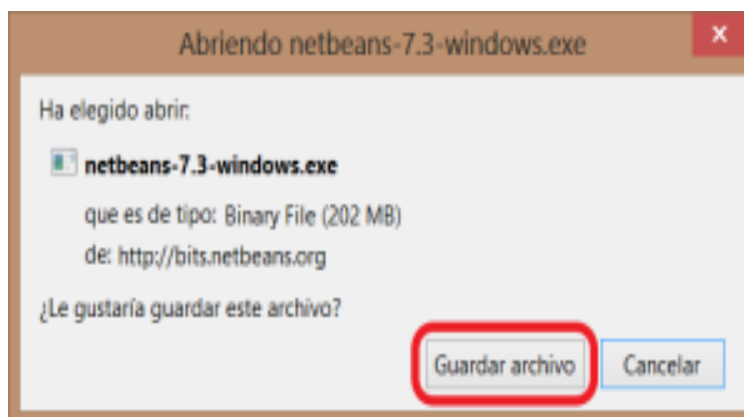 Abriendo netbeans-7.3-windows.exe
x
Ha elegido abrir:
netbeans-7.3-windows.exe
que es de tipo: Binary File (202 MB)
de: http://bits.netbeans.org
¿Le gustaría guardar este archivo?
Guardar archivo Cancelar